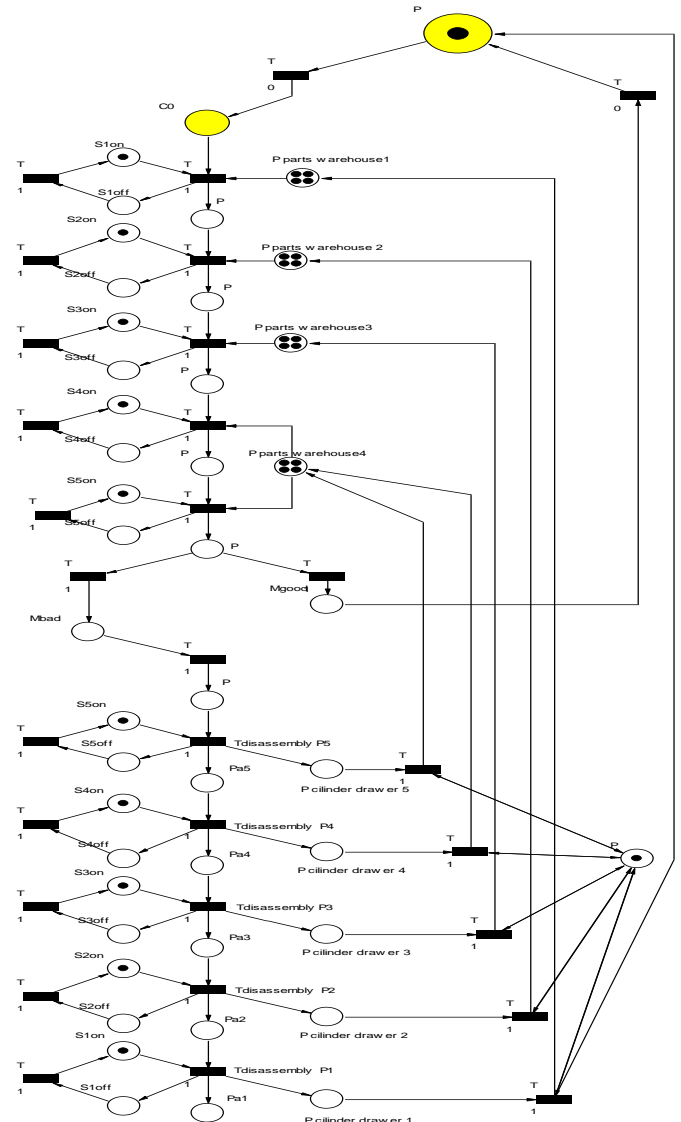 P
T
0
T
0
C0
S1on
T
T
P parts warehouse1
S1off
1
1
P
S2on
T
T
P parts warehouse 2
S2off
1
1
P
S3on
T
T
P parts warehouse3
S3off
1
1
P
S4on
T
T
S4off
1
1
P
P parts warehouse4
S5on
T
T
S5off
1
1
P
T
T
1
Mgood
Mbad
T
1
P
S5on
T
T
S5off
Tdisassembly P5
1
1
T
Pa5
1
P cilinder drawer 5
S4on
T
Tdisassembly P4
T
P
1
S4off
1
Pa4
1
P cilinder drawer 4
S3on
T
Tdisassembly P3
T
1
S3off
1
Pa3
1
P cilinder drawer 3
S2on
T
Tdisassembly P2
T
1
S2off
1
Pa2
1
P cilinder drawer 2
S1on
T
Tdisassembly P1
T
1
S1off
1
Pa1
1
P cilinder drawer 1